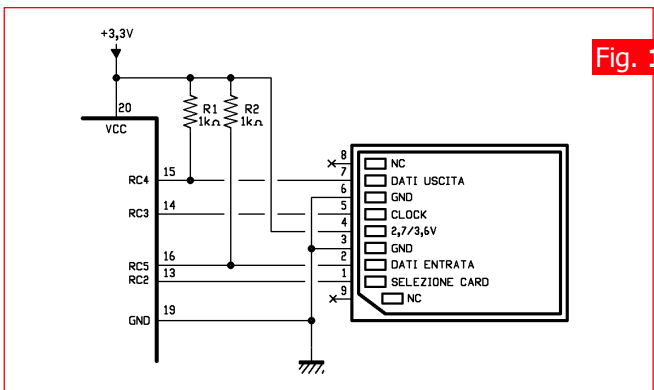 +3,3V
Fig. 1
20
VCC
R1
1kΩ
R2
1kΩ
RC4
15
RC3
14
RC5
16
RC2
13
GND
19
8
NC
7
DATI USCITA
6
GND
5
CLOCK
4
2,7/3,6V
3
GND
2
DATI ENTRATA
1
SELEZIONE CARD
9
NC